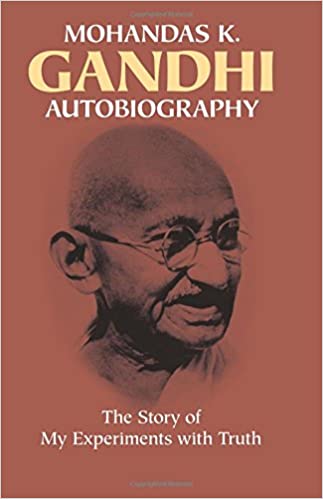 MOHANDAS K.
GANDHI
AUTOBIOGRAPHY
The Story of
My Experiments with Truth